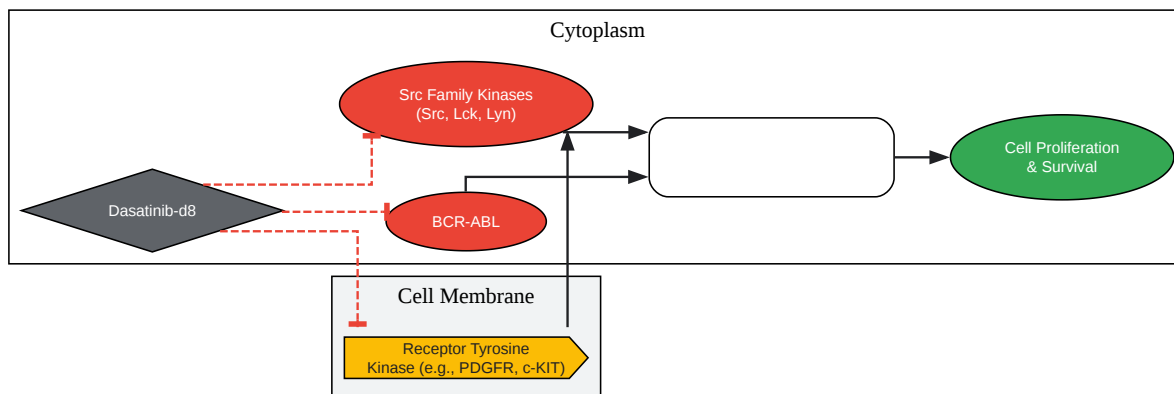 Cytoplasm
Src Family Kinases
(Src, Lck, Lyn)
Cell Proliferation
& Survival
Dasatinib-d8
BCR-ABL
Cell Membrane
Receptor Tyrosine
Kinase (e.g., PDGFR, c-KIT)